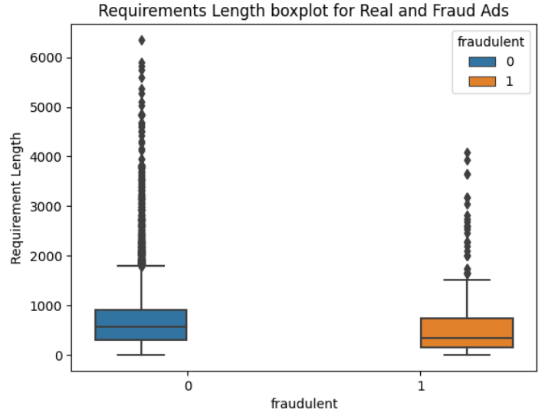 Requirements Length boxplot for Real and Fraud Ads
fraudulent
0
1
6000
5000
4000
3000
2000
1000
0
Requirement Length
0 1
fraudulent